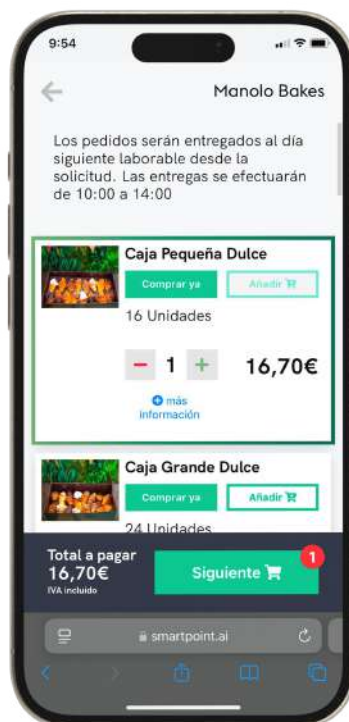 9:54
Manolo Bakes
Los pedidos serán entregados al día
siguiente laborable desde la
solicitud. Las entregas se efectuarán
de 10:00 a 14:00
Caja Pequeña Dulce
Comprar ya
Añadir
16 Unidades
1
16,70€
más
información
Caja Grande Dulce
Comprar ya
Añadir
24 Unidades
Total a pagar
16,70€
IVA incluido
Siguiente
1
smartpoint.ai